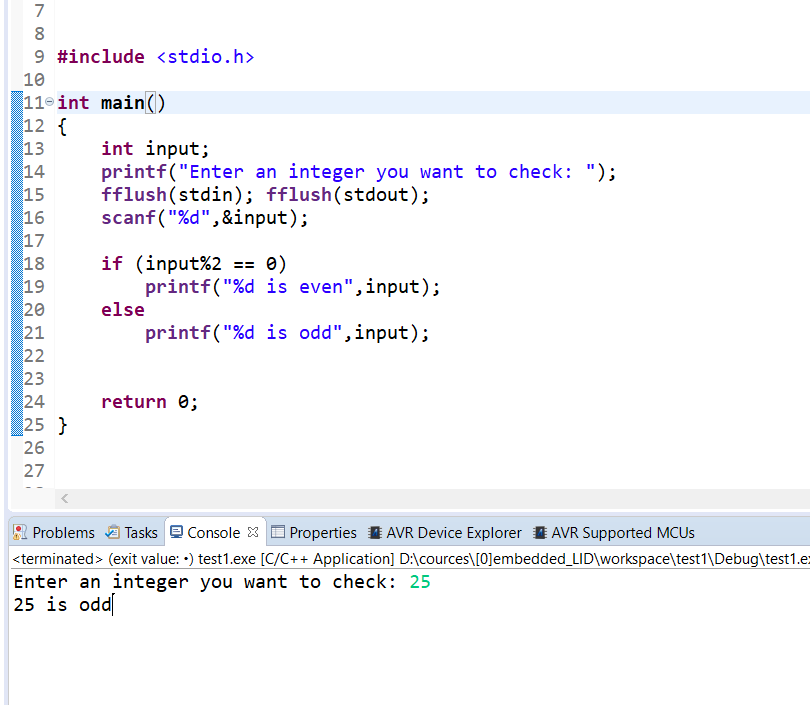 7
8
9 #include <stdio.h>
10
11 int main()
12 {
13 int input;
14 printf("Enter an integer you want to check: ");
15 fflush(stdin); fflush(stdout);
16 scanf("%d",&input);
17
18 if (input%2 == 0)
19 printf("%d is even",input);
20 else
21 printf("%d is odd",input);
22
23
24 return 0;
25 }
26
27
Problems Tasks Console Properties AVR Device Explorer AVR Supported MCUs
<terminated> (exit value: •) test1.exe [C/C++ Application] D:\cources\[0]embedded_LID\workspace\test1\Debug\test1.ex
Enter an integer you want to check: 25
25 is odd